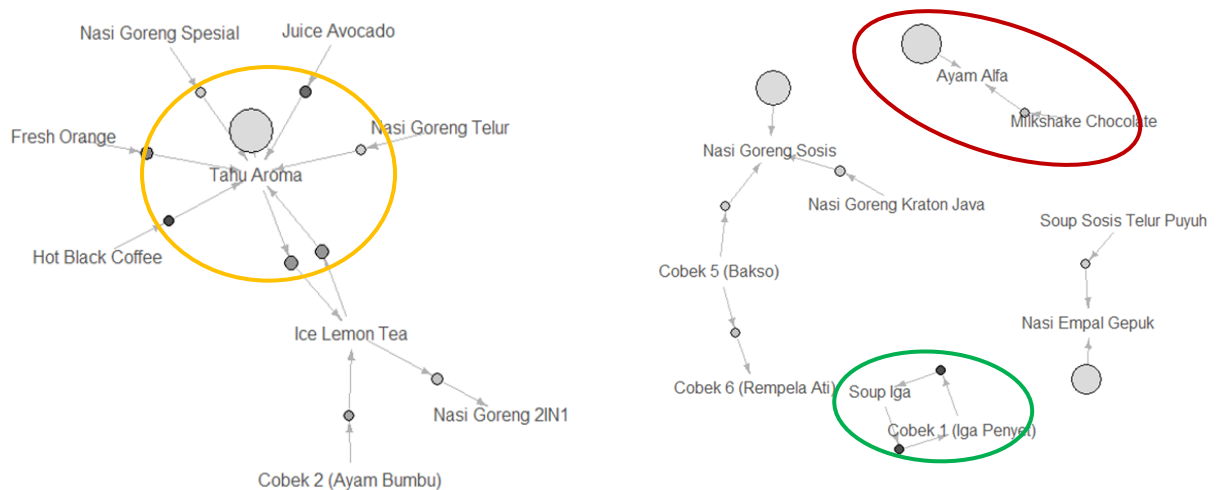 Nasi Goreng Spesial
Juice Avocado
Fresh Orange
Nasi Goreng Telur
Tahu Aroma
Hot Black Coffee
Ice Lemon Tea
Nasi Goreng 2IN1
Cobek 2 (Ayam Bumbu)
Ayam Alfa
Milkshake Chocolate
Nasi Goreng Sosis
Nasi Goreng Kraton Java
Soup Sosis Telur Puyuh
Cobek 5 (Bakso)
Nasi Empal Gepuk
Cobek 6 (Rempela Ati)
Soup Iga
Cobek 1 (Iga Penyet)